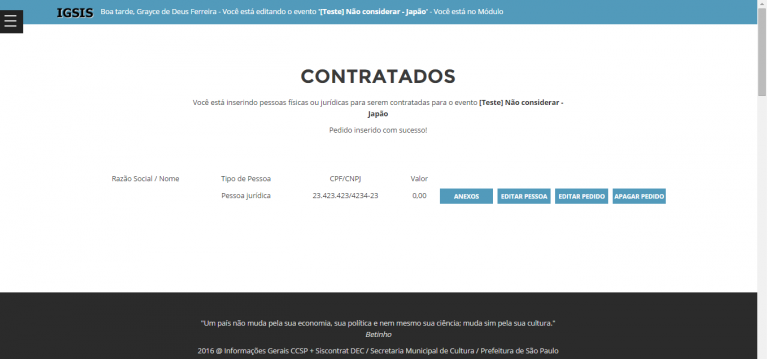 IGSIS Boa tarde, Grayce de Deus Ferreira - Você está editando o evento '[Teste] Não considerar - Japão' - Você está no Módulo
CONTRATADOS
Você está inserindo pessoas físicas ou jurídicas para serem contratadas para o evento [Teste] Não considerar -
Japão
Pedido inserido com sucesso!
Razão Social / Nome Tipo de Pessoa CPF/CNPJ Valor
Pessoa jurídica 23.423.423/4234-23 0,00 ANEXOS EDITAR PESSOA EDITAR PEDIDO APAGAR PEDIDO
"Um país não muda pela sua economia, sua política e nem mesmo sua ciência; muda sim pela sua cultura."
Betinho
2016 @ Informações Gerais CCSP + Siscontrat DEC / Secretaria Municipal de Cultura / Prefeitura de São Paulo